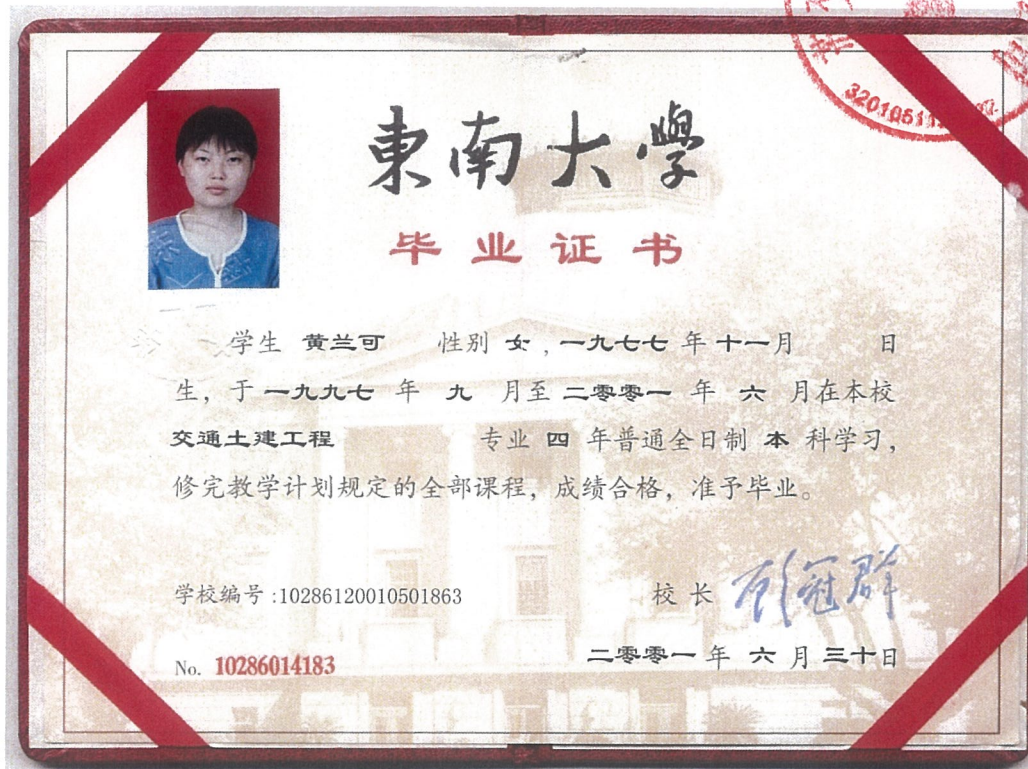 東南大學
毕业证书
学生 黄兰可 性别 女，一九七七 年 十一月 日
生，于 一九九七 年 九 月至 二零零一 年 六 月在本校
交通土建工程 专业 四 年普通全日制 本 科学习，
修完教学计划规定的全部课程，成绩合格，准予毕业。
学校编号:10286120010501863
校长 顾冠群
No. 10286014183
二零零一 年 六 月 三十日
3201051